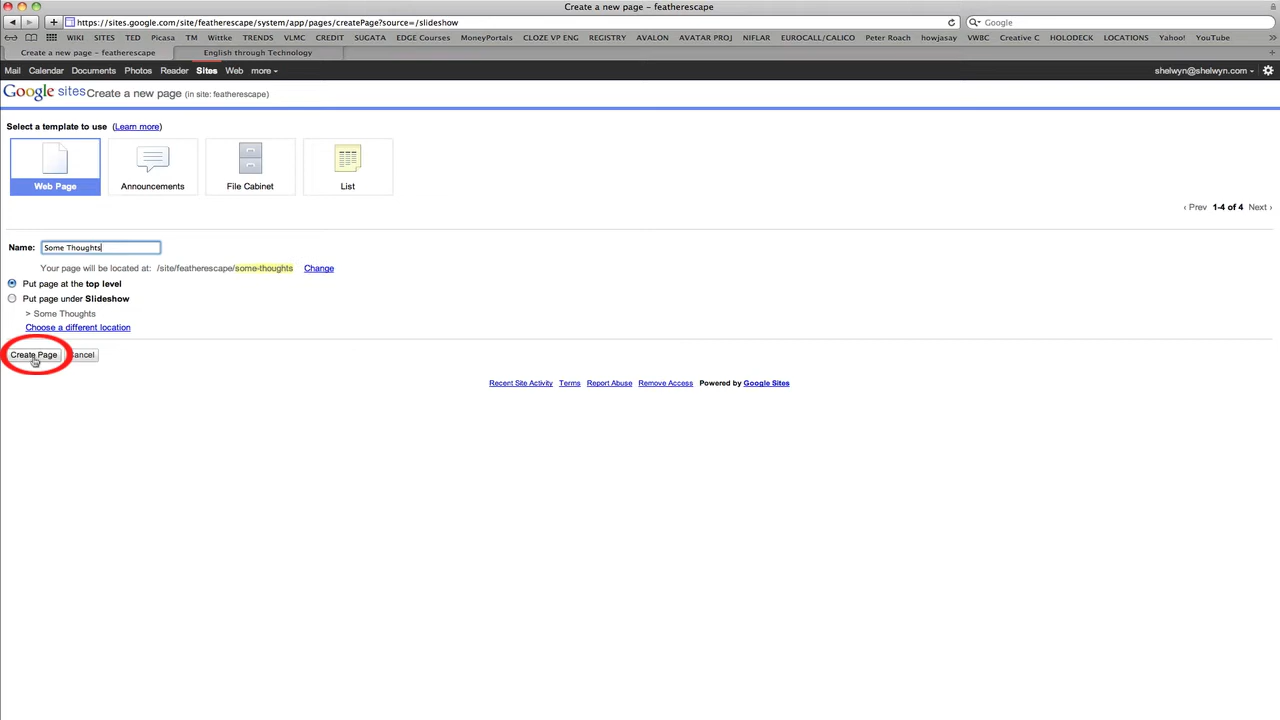 Create a new page – featherescape
https://sites.google.com/site/featherescape/system/app/pages/createPage?source=/slideshow
Google
WIKI SITES TED Picasa TM Wittke TRENDS VLMC CREDIT SUGATA EDGE Courses MoneyPortals CLOZE VP ENG REGISTRY AVALON AVATAR PROJ NIFLAR EUROCALL/CALICO Peter Roach howjasay VWBC Creative C HOLODECK LOCATIONS Yahoo! YouTube
Create a new page – featherescape English through Technology
Mail Calendar Documents Photos Reader Sites Web more shelwyn@shelwyn.com
Google sites Create a new page (in site: featherescape)
Select a template to use (Learn more)
Web Page Announcements File Cabinet List
‹ Prev 1-4 of 4 Next ›
Name: Some Thoughts
Your page will be located at: /site/featherescape/some-thoughts Change
Put page at the top level
Put page under Slideshow
> Some Thoughts
Choose a different location
Create Page Cancel
Recent Site Activity Terms Report Abuse Remove Access Powered by Google Sites